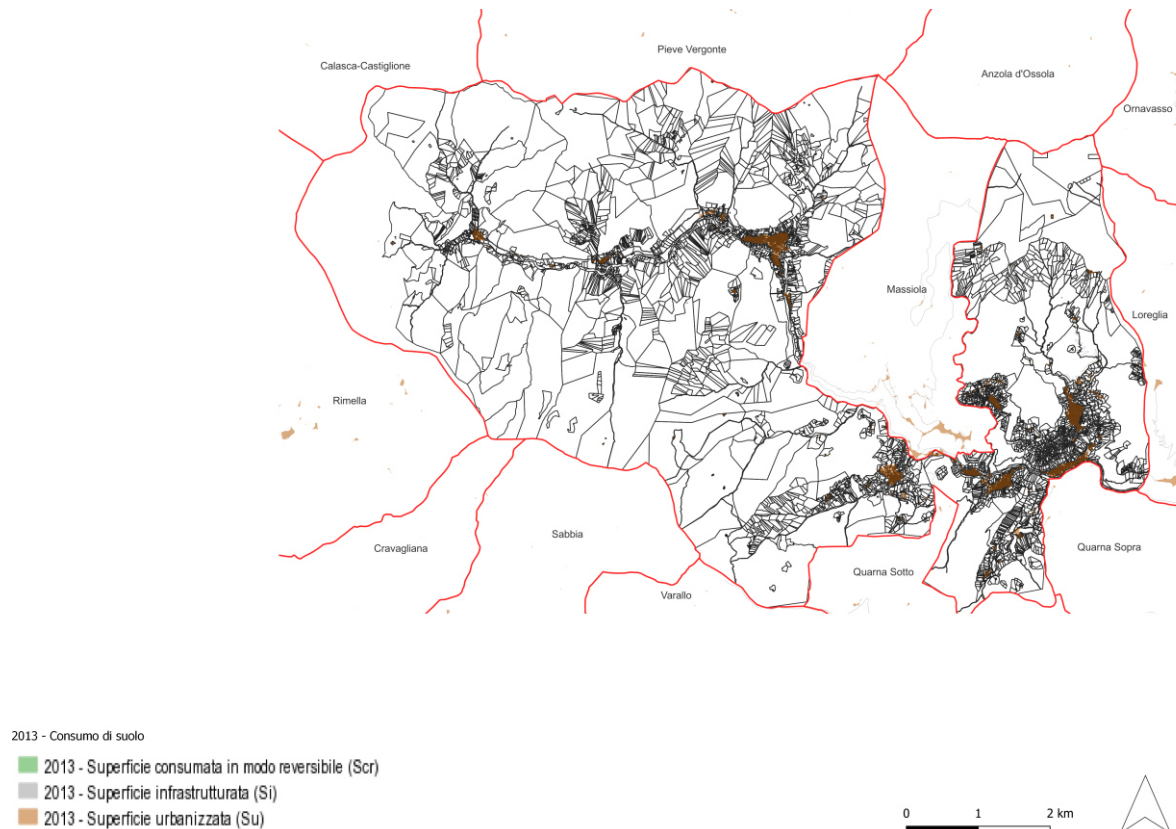 Pieve Vergonte
Calasca-Castiglione
Anzola d'Ossola
Ornavasso
Massiola
Loreglia
Rimella
Sabbia
Cravagliana
Quarna Sopra
Quarna Sotto
Varallo
2013 - Consumo di suolo
2013 - Superficie consumata in modo reversibile (Scr)
2013 - Superficie infrastrutturata (Si)
2013 - Superficie urbanizzata (Su)
0 1 2 km